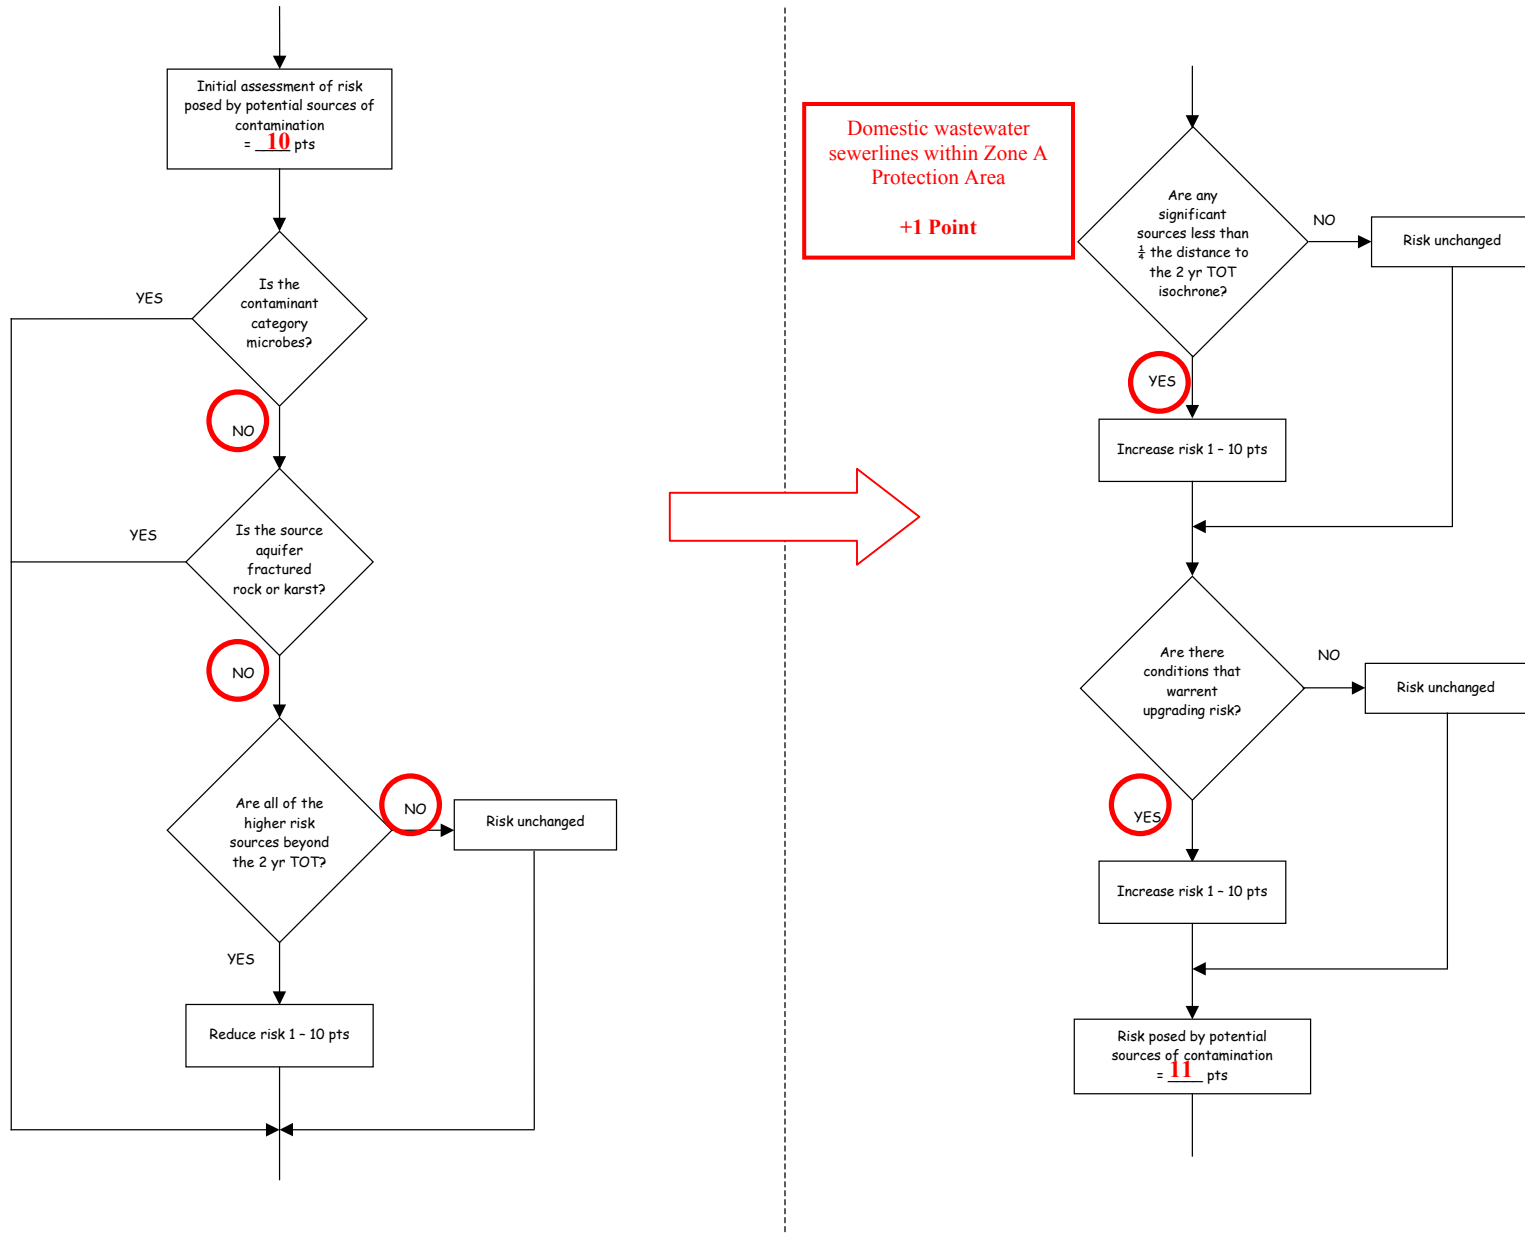 Initial assessment of risk
posed by potential sources of
contamination
= 10 pts
Is the
contaminant
category
microbes?
YES
NO
Is the source
aquifer
fractured
rock or karst?
YES
NO
Are all of the
higher risk
sources beyond
the 2 yr TOT?
NO
Risk unchanged
YES
Reduce risk 1 – 10 pts
Domestic wastewater
sewerlines within Zone A
Protection Area
+1 Point
Are any
significant
sources less than
¼ the distance to
the 2 yr TOT
isochrone?
NO
Risk unchanged
YES
Increase risk 1 – 10 pts
Are there
conditions that
warrent
upgrading risk?
NO
Risk unchanged
YES
Increase risk 1 – 10 pts
Risk posed by potential
sources of contamination
= 11 pts